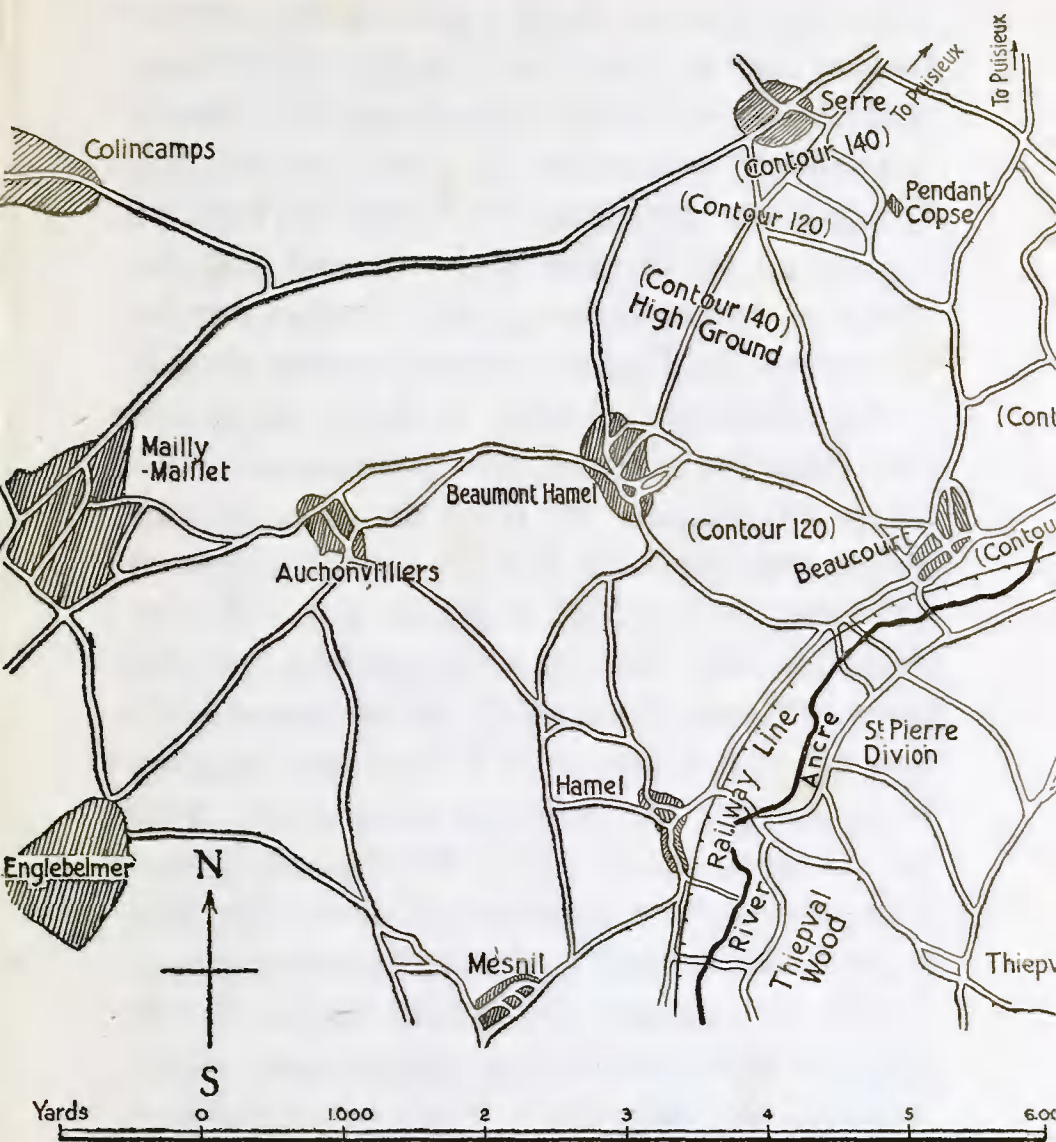 To Puisieux
To Puisieux
Serre
Colincamps
(Contour 140)
Pendant
Copse
(Contour 120)
(Contour 140)
High Ground
(Cont
Mailly
-Maillet
Beaumont Hamel
(Contour 120)
Beaucourt
(Contou
Auchonvilliers
St Pierre
Divion
Railway Line
Ancre
Hamel
Englebelmer
N
River
Thiepval
Wood
Mesnil
Thiepv
S
Yards 0 1000 2 3 4 5 6.00